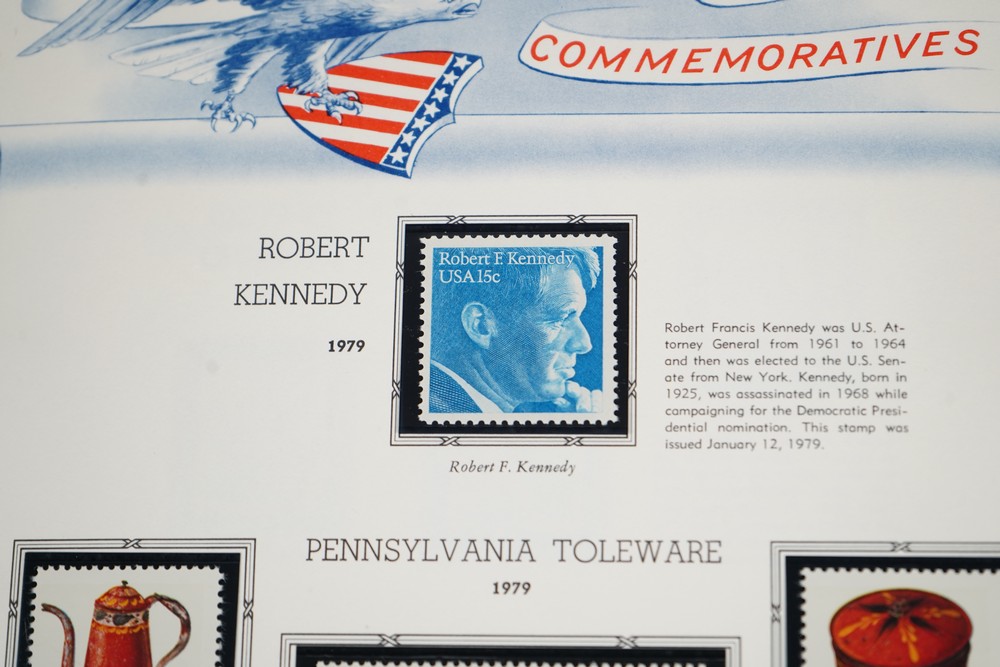 COMMEMORATIVES
ROBERT
KENNEDY
1979
Robert F. Kennedy
USA 15c
Robert Francis Kennedy was U.S. At-
torney General from 1961 to 1964
and then was elected to the U.S. Sen-
ate from New York. Kennedy, born in
1925, was assassinated in 1968 while
campaigning for the Democratic Presi-
dential nomination. This stamp was
issued January 12, 1979.
Robert F. Kennedy
PENNSYLVANIA TOLEWARE
1979